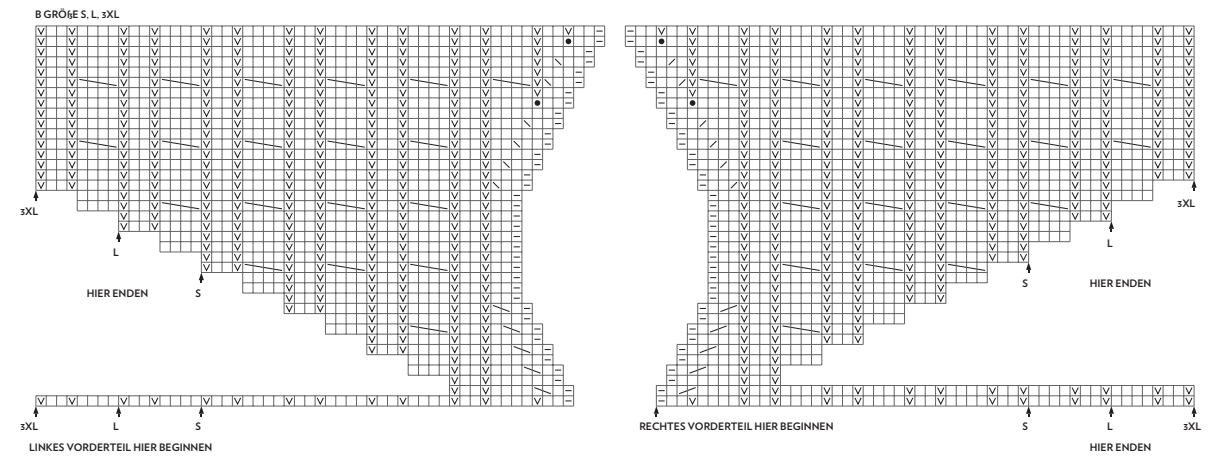 B GRÖßE S, L, 3XL
3XL
L
HIER ENDEN
S
3XL
L
S
LINKES VORDERTEIL HIER BEGINNEN
3XL
L
S
HIER ENDEN
RECHTES VORDERTEIL HIER BEGINNEN
S
L
3XL
HIER ENDEN